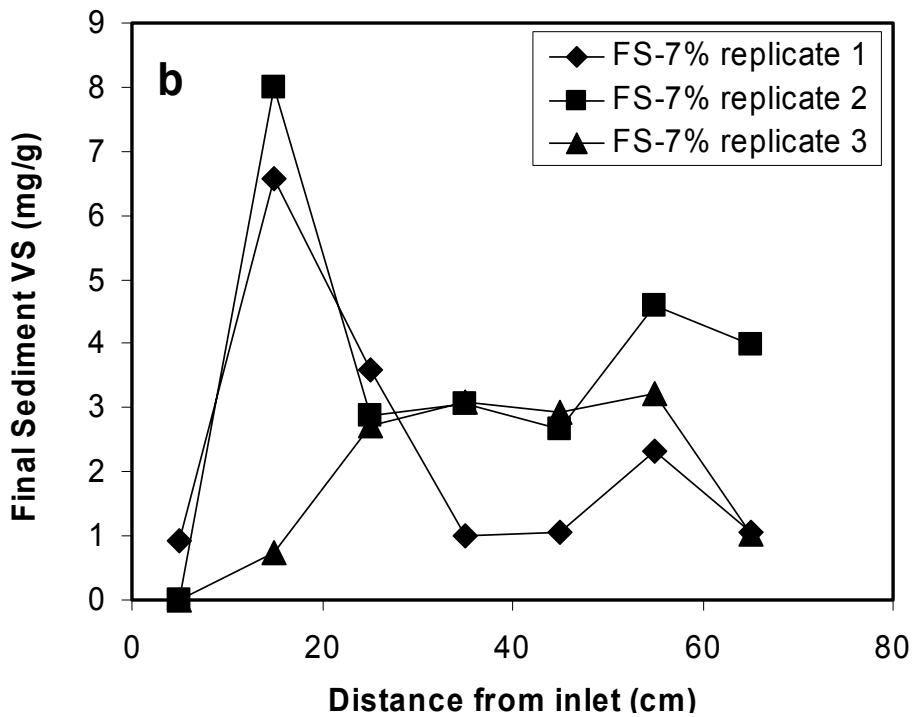 b
FS-7% replicate 1
FS-7% replicate 2
FS-7% replicate 3
Final Sediment VS (mg/g)
9
8
7
6
5
4
3
2
1
0
0 20 40 60 80
Distance from inlet (cm)